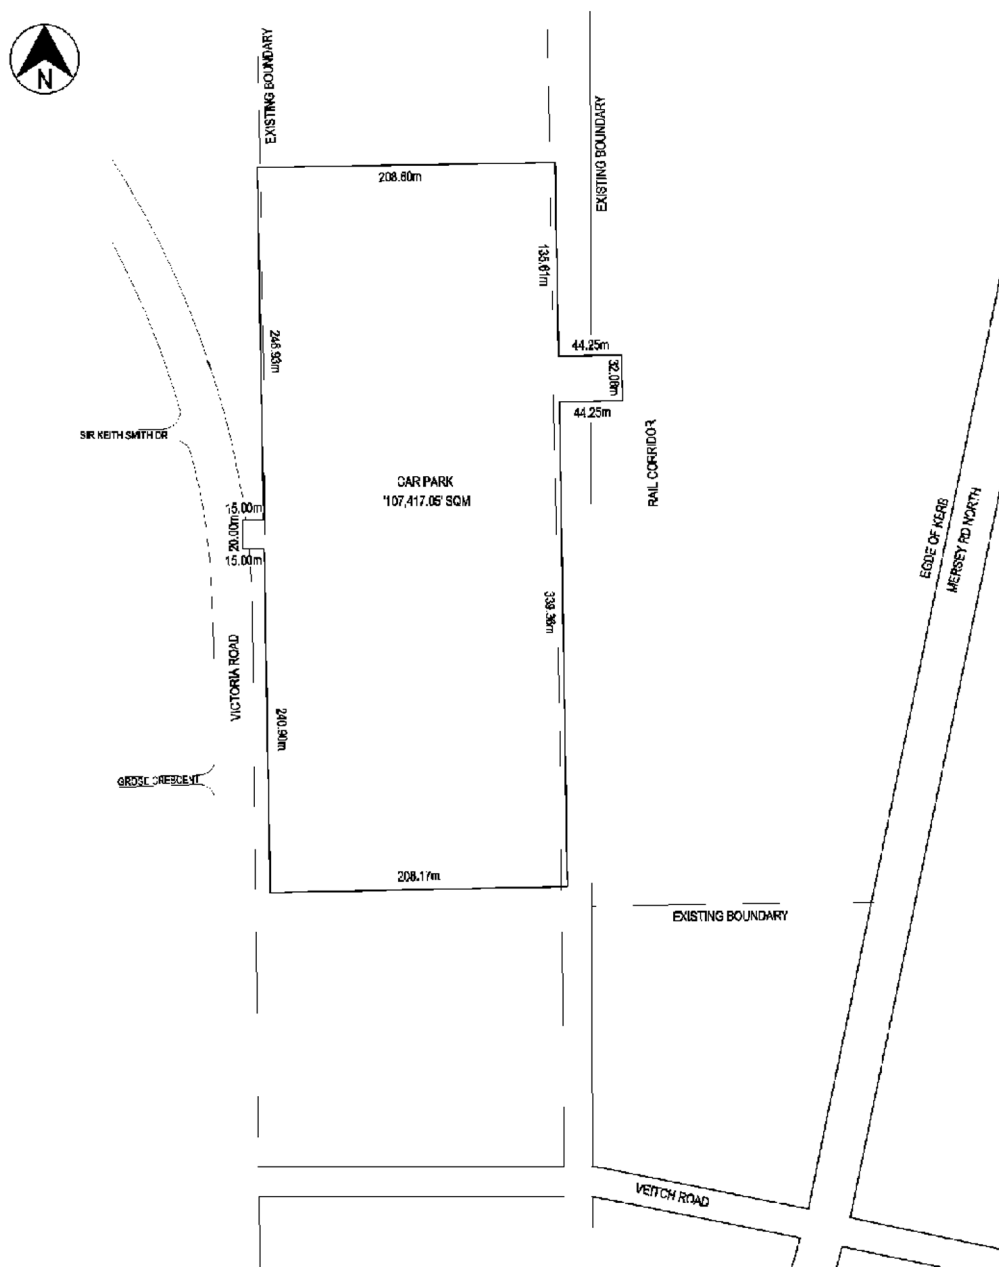 N
EXISTING BOUNDARY
EXISTING BOUNDARY
208.60m
135.61m
44.25m
32.08m
44.25m
246.93m
SIR KEITH SMITH DR
RAIL CORRIDOR
CAR PARK
'107,417.05' SQM
15.00m
20.00m
15.00m
EGDE OF KERB
MERSEY RD NORTH
339.36m
VICTORIA ROAD
240.90m
GROSE CRESCENT
208.17m
EXISTING BOUNDARY
VEITCH ROAD